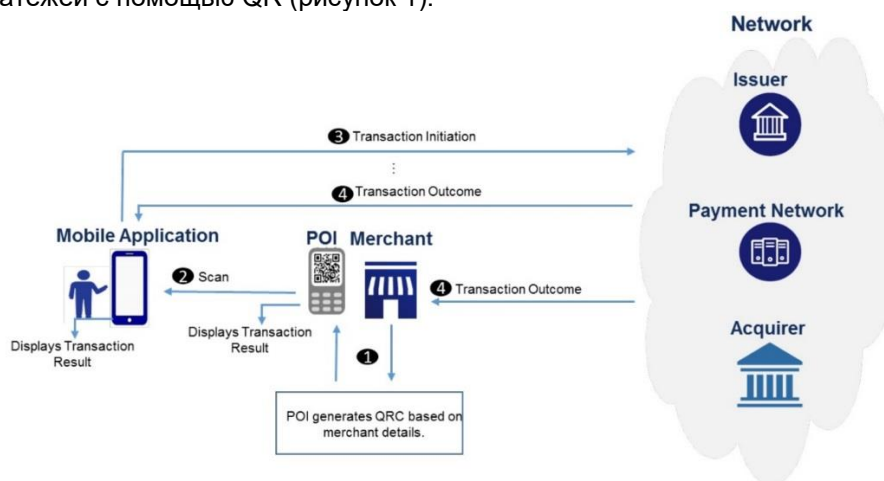 атежей с помощью QR (рисунок 1).
Network
Issuer
3 Transaction Initiation
4 Transaction Outcome
Payment Network
Mobile Application
POI Merchant
2 Scan
4 Transaction Outcome
Displays Transaction
Result
Displays Transaction
Result
Acquirer
1
POI generates QRC based on
merchant details.